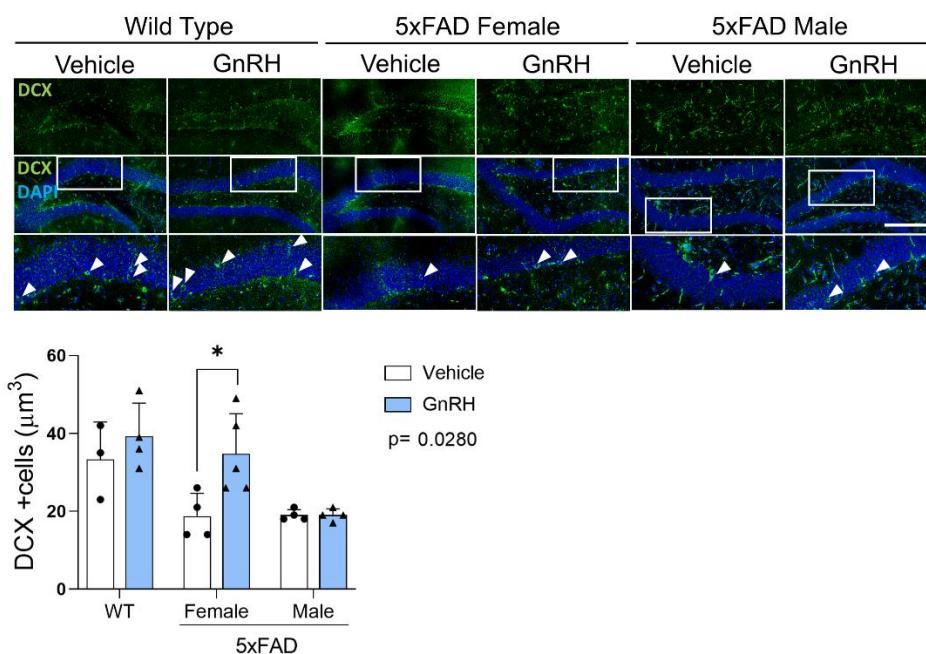 Wild Type 5xFAD Female 5xFAD Male
Vehicle GnRH Vehicle GnRH Vehicle GnRH
DCX
DCX
DAPI
60
40
20
0
DCX +cells (μm³)
*
Vehicle
GnRH
p= 0.0280
WT Female Male
5xFAD